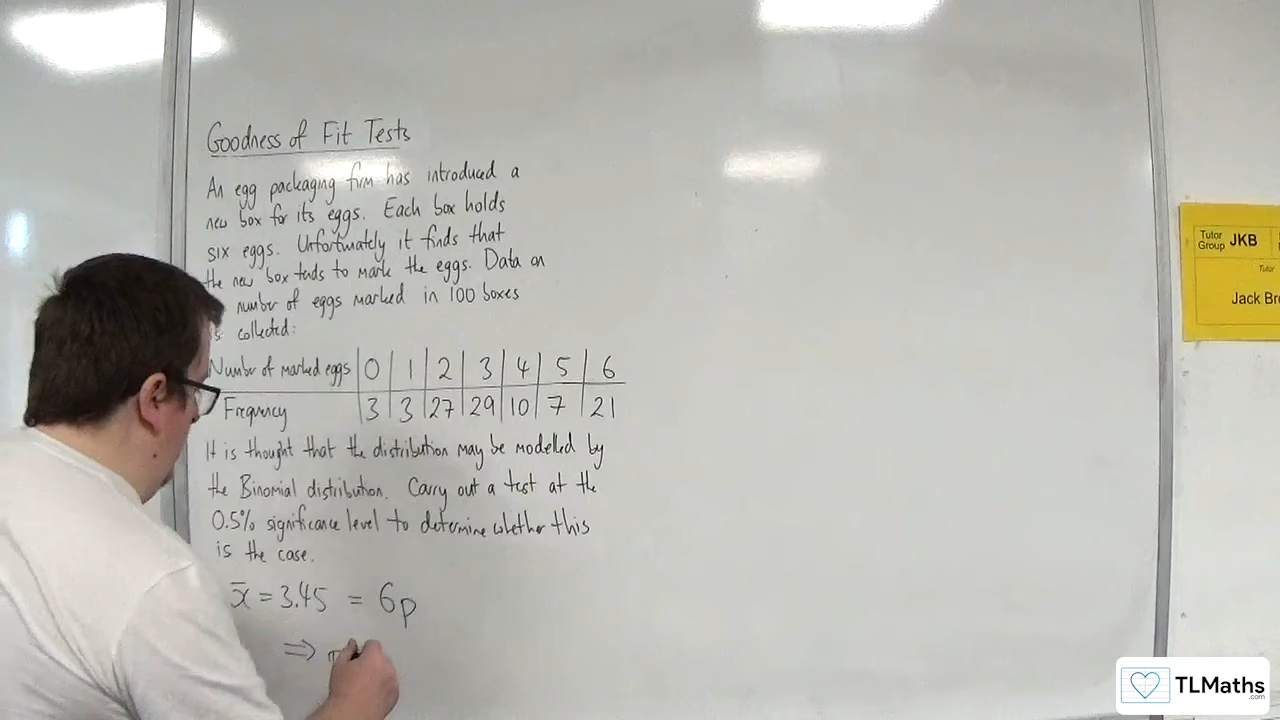 Goodness of Fit Tests
An egg packaging firm has introduced a
new box for its eggs. Each box holds
six eggs. Unfortunately it finds that
the new box tends to mark the eggs. Data on
number of eggs marked in 100 boxes
is collected:
Number of marked eggs 0 1 2 3 4 5 6
Frequency 3 3 27 29 10 7 21
It is thought that the distribution may be modelled by
the Binomial distribution. Carry out a test at the
0.5% significance level to determine whether this
is the case.
x̄ = 3.45 = 6p
⇒
Tutor Group JKB
Tutor
Jack
TLMaths
.com